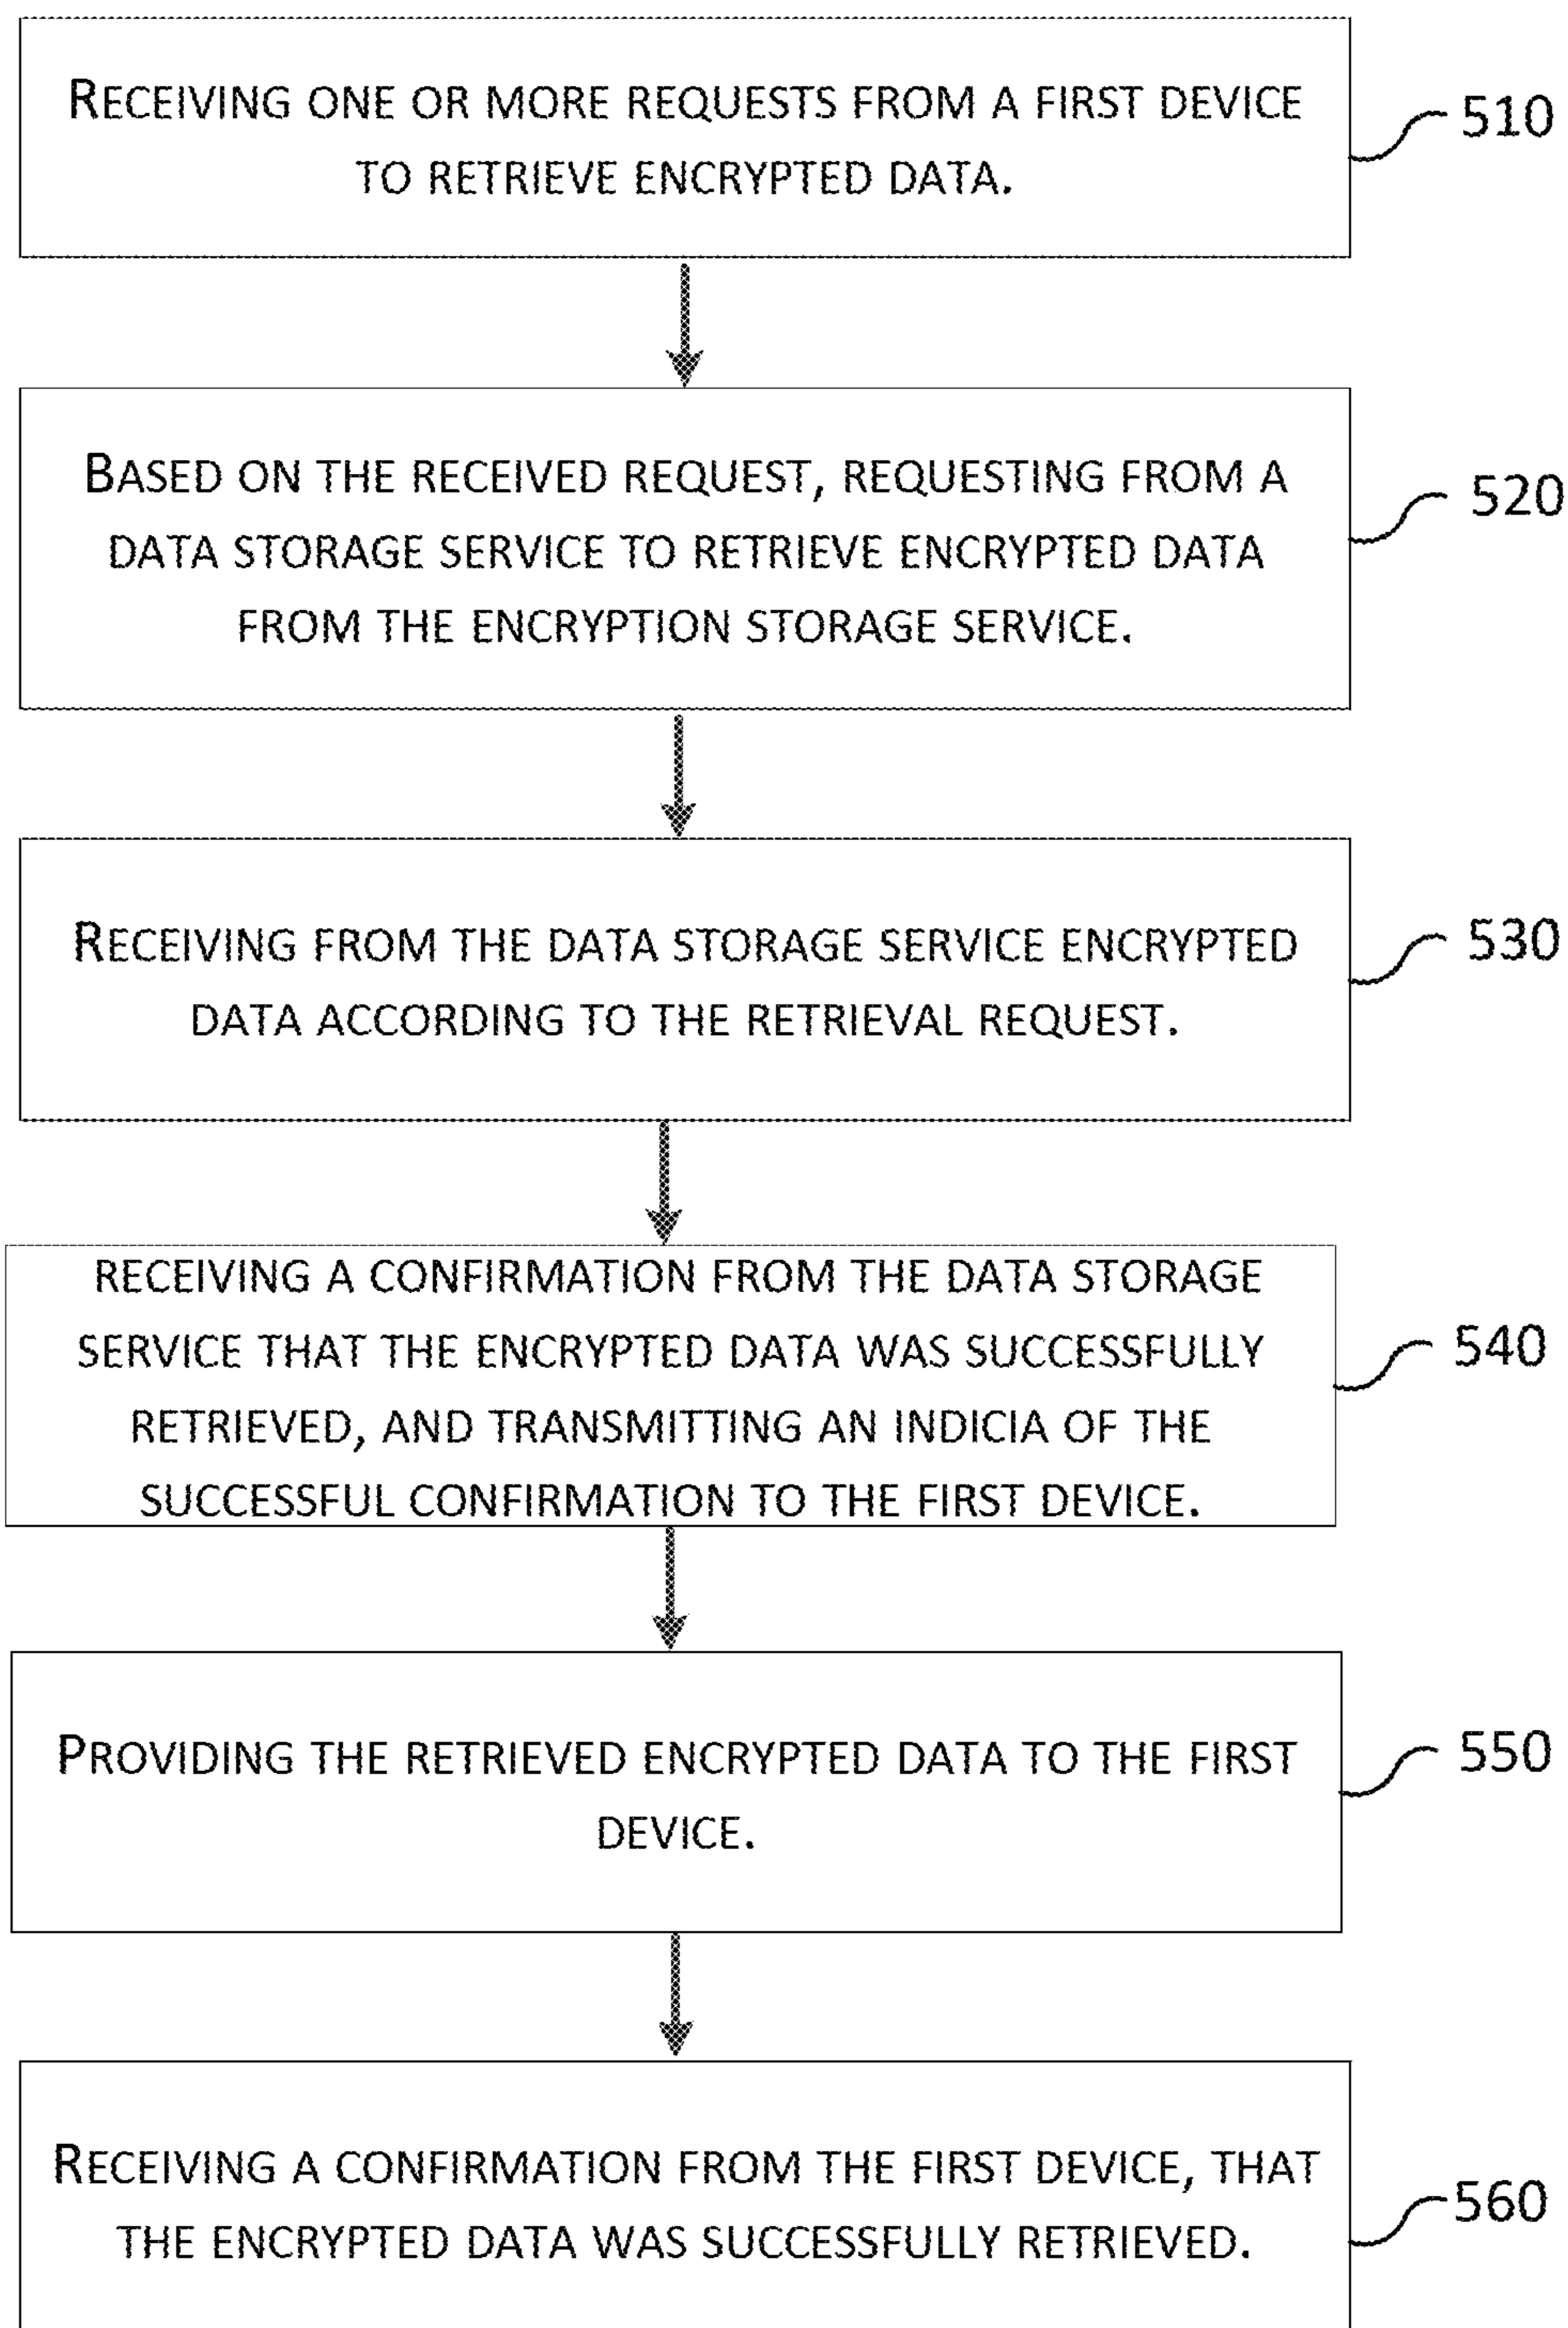 RECEIVING ONE OR MORE REQUESTS FROM A FIRST DEVICE
TO RETRIEVE ENCRYPTED DATA.
510
BASED ON THE RECEIVED REQUEST, REQUESTING FROM A
DATA STORAGE SERVICE TO RETRIEVE ENCRYPTED DATA
FROM THE ENCRYPTION STORAGE SERVICE.
520
RECEIVING FROM THE DATA STORAGE SERVICE ENCRYPTED
DATA ACCORDING TO THE RETRIEVAL REQUEST.
530
RECEIVING A CONFIRMATION FROM THE DATA STORAGE
SERVICE THAT THE ENCRYPTED DATA WAS SUCCESSFULLY
RETRIEVED, AND TRANSMITTING AN INDICIA OF THE
SUCCESSFUL CONFIRMATION TO THE FIRST DEVICE.
540
PROVIDING THE RETRIEVED ENCRYPTED DATA TO THE FIRST
DEVICE.
550
RECEIVING A CONFIRMATION FROM THE FIRST DEVICE, THAT
THE ENCRYPTED DATA WAS SUCCESSFULLY RETRIEVED.
560